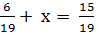 6/19 + x = 15/19